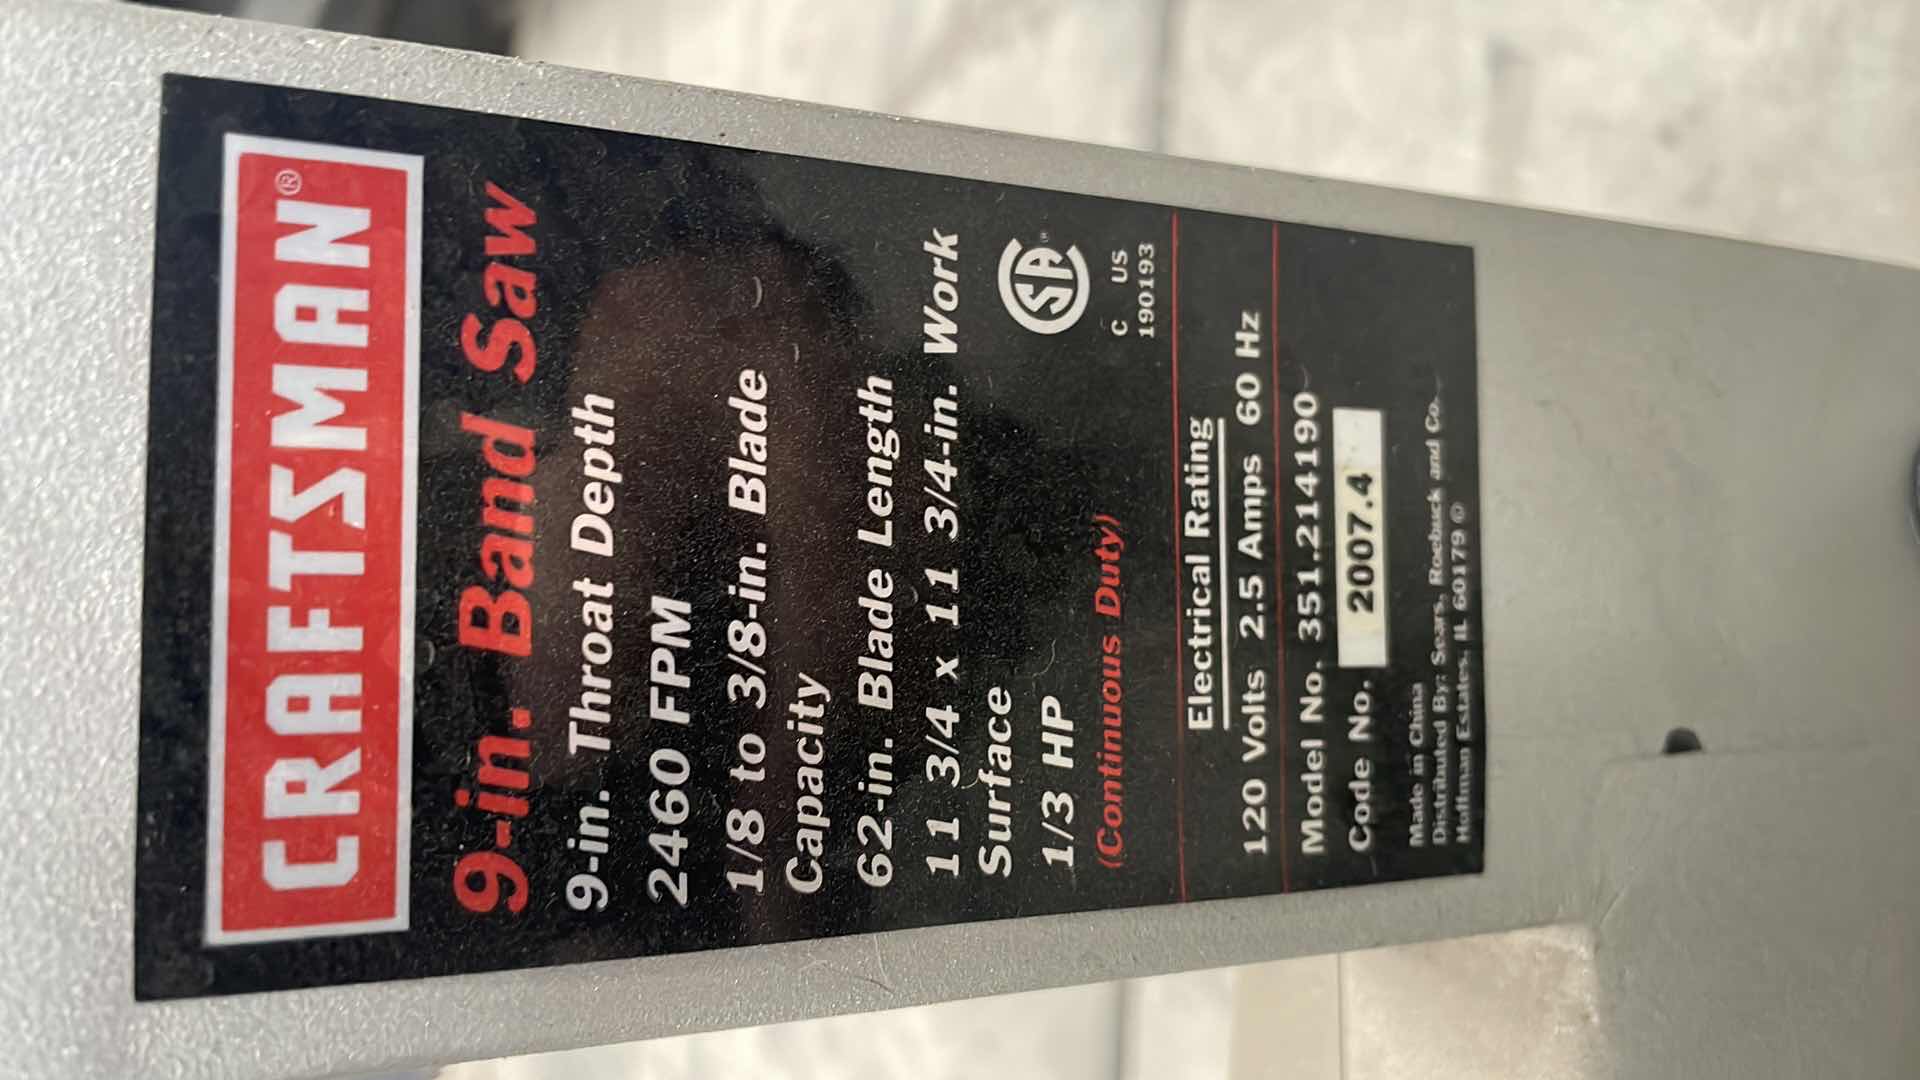 CRAFTSMAN®
9-in. Band Saw
9-in. Throat Depth
2460 FPM
1/8 to 3/8-in. Blade
Capacity
62-in. Blade Length
11 3/4 x 11 3/4-in. Work
Surface
1/3 HP
(Continuous Duty)
SA®
C US
190193
Electrical Rating
120 Volts 2.5 Amps 60 Hz
Model No. 351.214190
Code No. 2007.4
Made in China
Distributed By: Sears, Roebuck and Co.
Hoffman Estates, IL 60179 ©